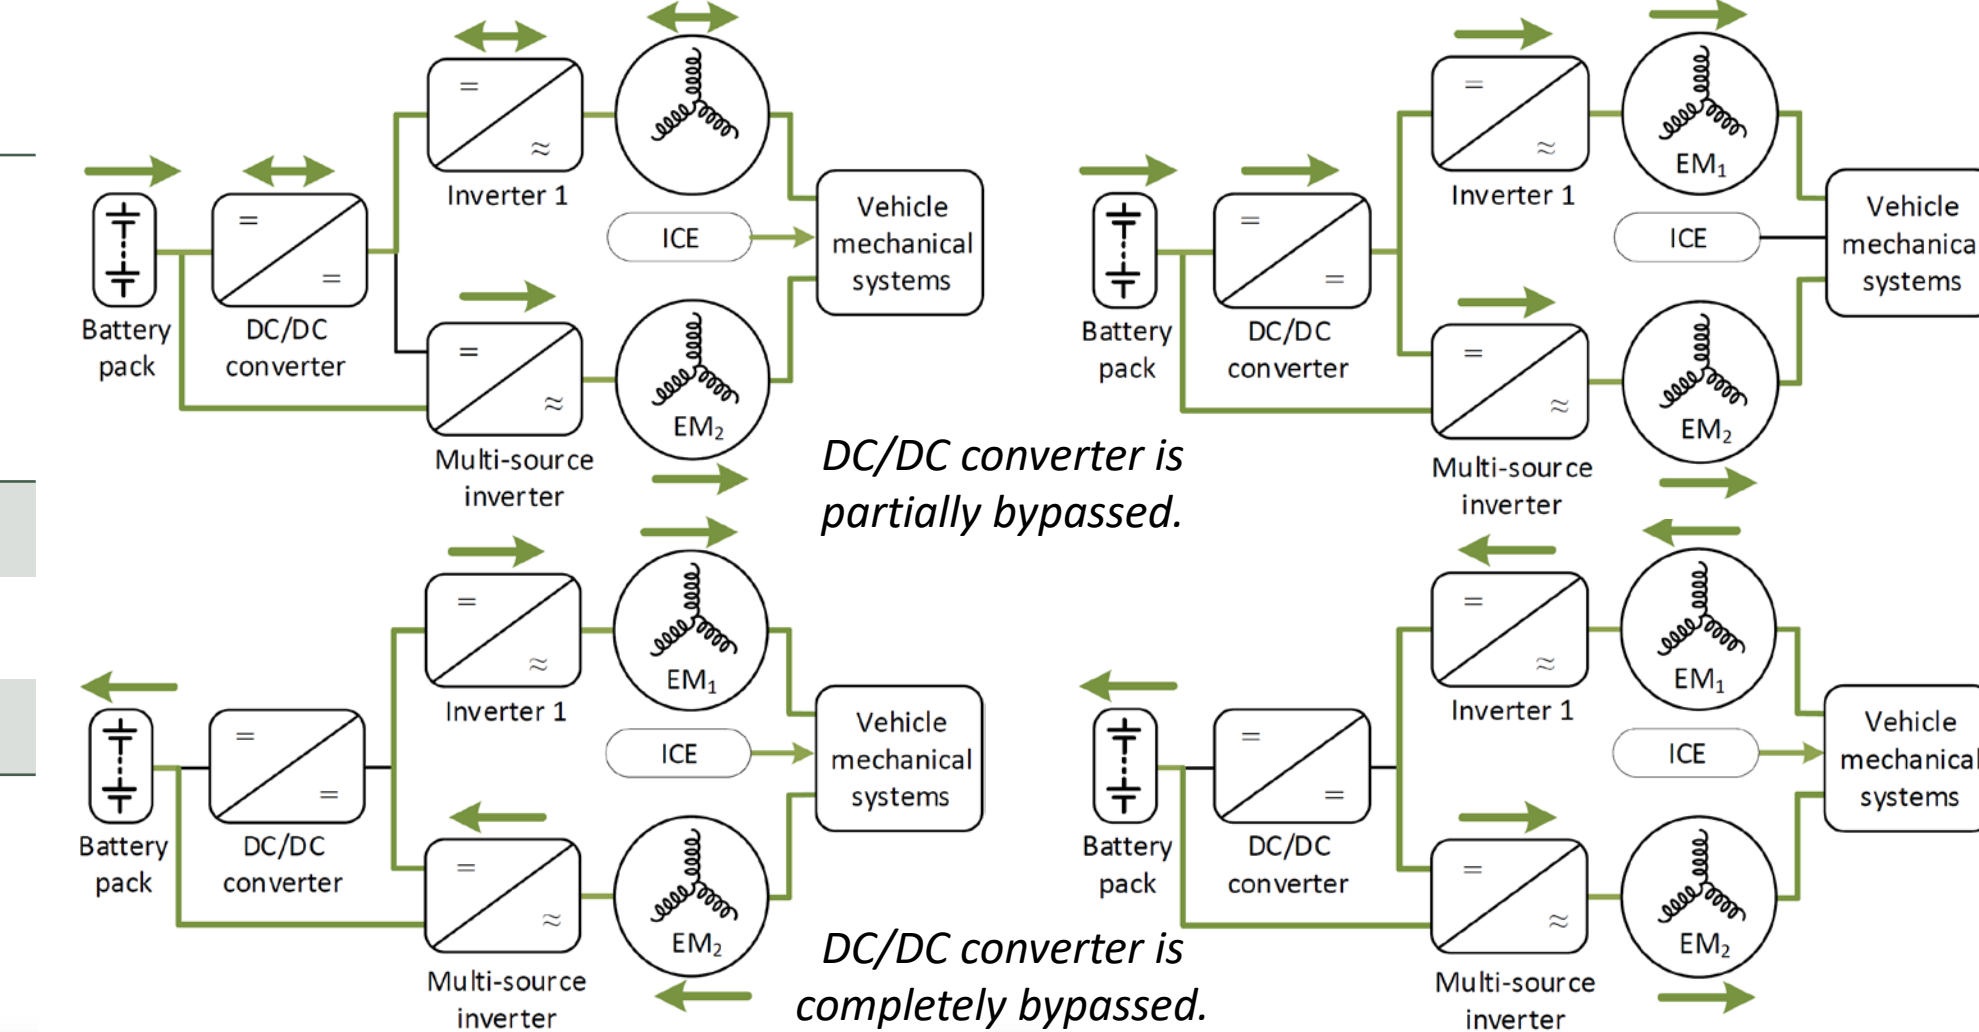 Inverter 1
ICE
Vehicle
mechanical
systems
Battery
pack
DC/DC
converter
EM₂
Multi-source
inverter
EM₁
Inverter 1
ICE
Vehicle
mechanica
systems
Battery
pack
DC/DC
converter
EM₂
Multi-source
inverter
DC/DC converter is
partially bypassed.
EM₁
Inverter 1
ICE
Vehicle
mechanical
systems
Battery
pack
DC/DC
converter
EM₂
Multi-source
inverter
EM₁
Inverter 1
ICE
Vehicle
mechanical
systems
Battery
pack
DC/DC
converter
EM₂
Multi-source
inverter
DC/DC converter is
completely bypassed.